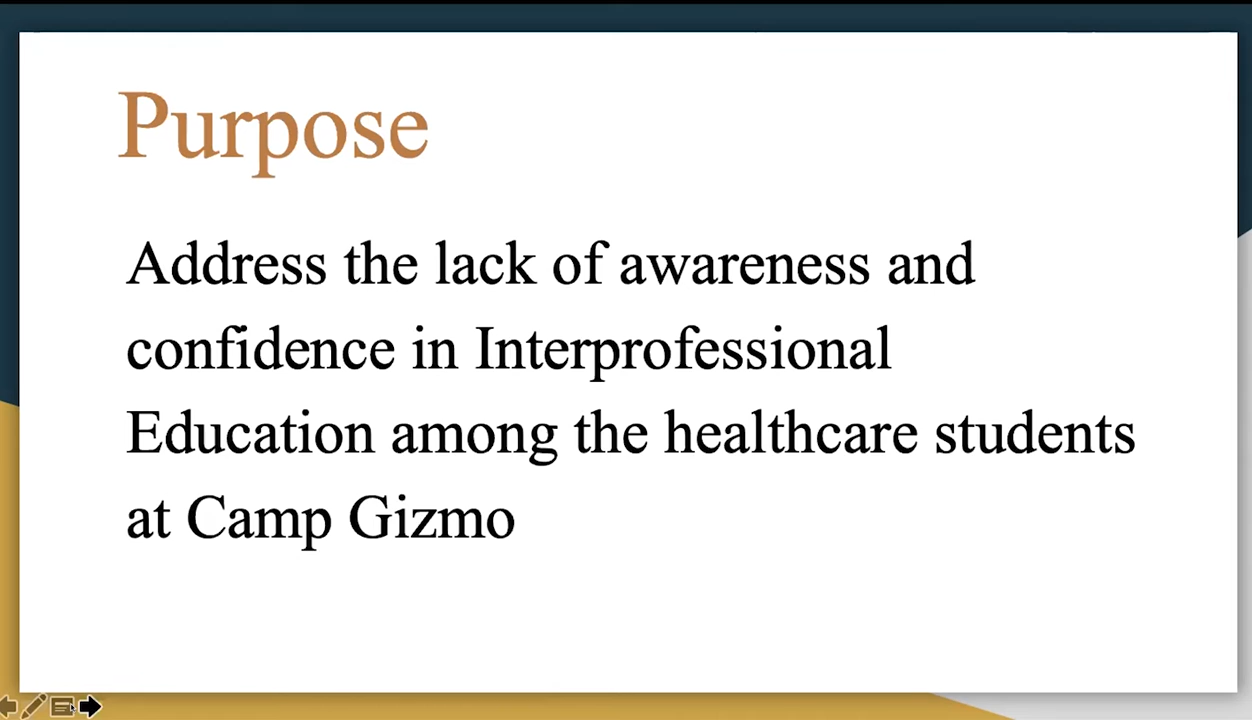 Purpose
Address the lack of awareness and
confidence in Interprofessional
Education among the healthcare students
at Camp Gizmo